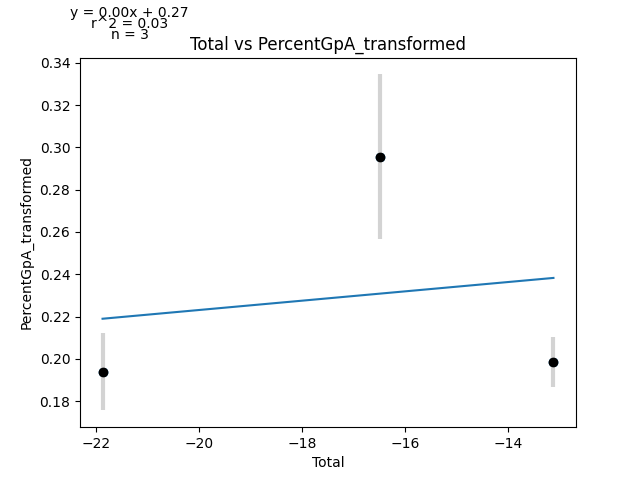 y = 0.00x + 0.27
r^2 = 0.03
n = 3
Total vs PercentGpA_transformed
0.34
0.32
0.30
0.28
0.26
0.24
0.22
0.20
0.18
PercentGpA_transformed
−22
−20
−18
−16
−14
Total